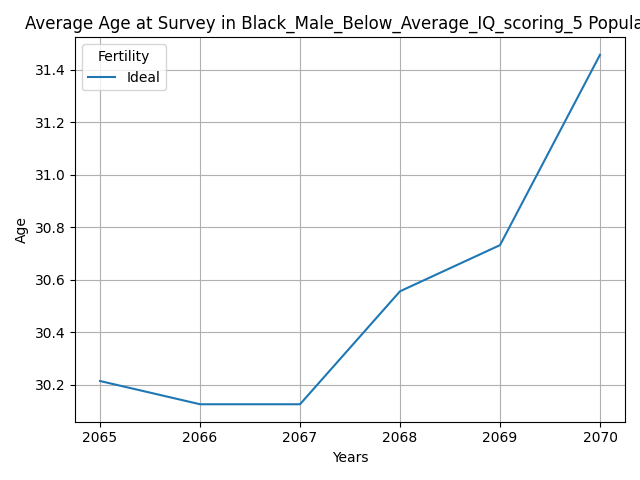 Average Age at Survey in Black_Male_Below_Average_IQ_scoring_5 Popula
Fertility
Ideal
31.4
31.2
31.0
30.8
30.6
30.4
30.2
Age
2065 2066 2067 2068 2069 2070
Years